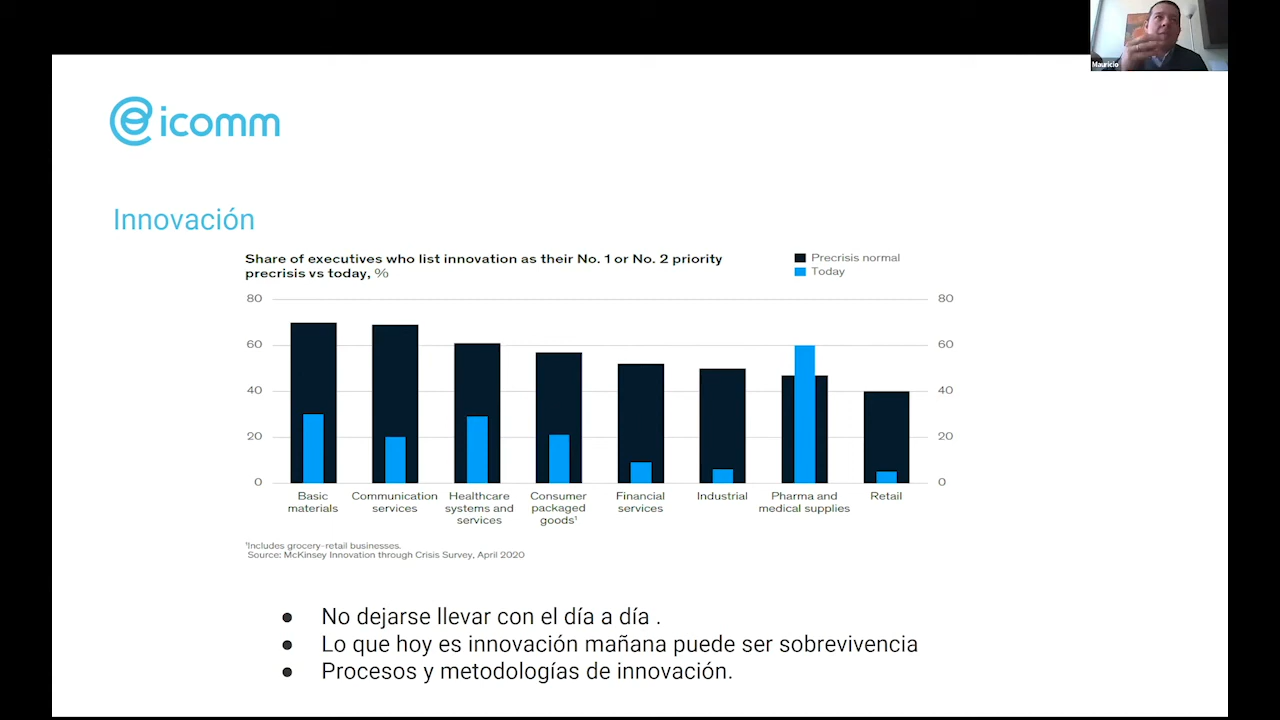 Mauricio
icomm
Innovación
Share of executives who list innovation as their No. 1 or No. 2 priority
precrisis vs today, %
Precrisis normal
Today
80 80
60 60
40 40
20 20
0 0
Basic materials
Communication services
Healthcare systems and services
Consumer packaged goods¹
Financial services
Industrial
Pharma and medical supplies
Retail
¹Includes grocery-retail businesses.
Source: McKinsey Innovation through Crisis Survey, April 2020
● No dejarse llevar con el día a día .
● Lo que hoy es innovación mañana puede ser sobrevivencia
● Procesos y metodologías de innovación.